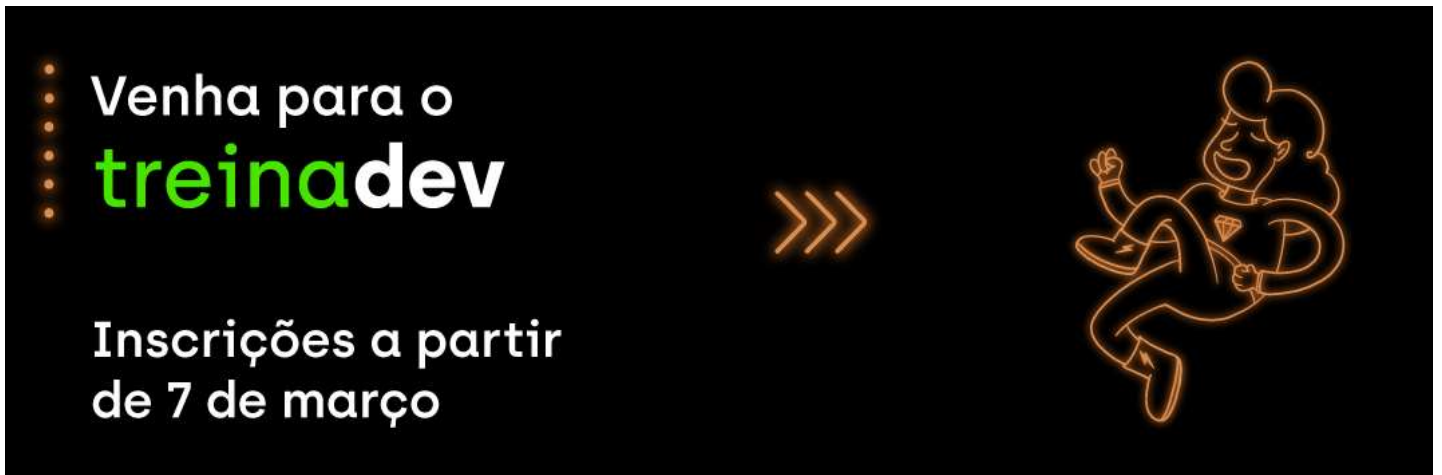 Venha para o
treinadev
Inscrições a partir
de 7 de março